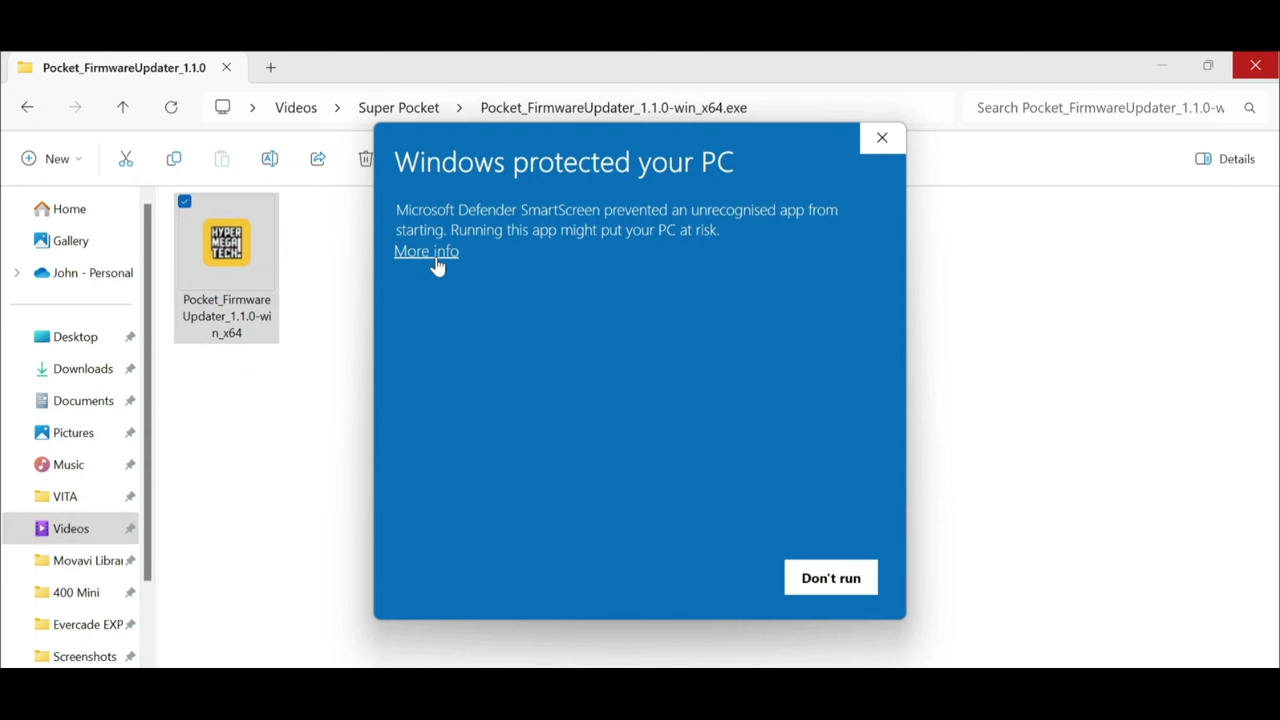 Pocket_FirmwareUpdater_1.1.0
Videos
Super Pocket
Pocket_FirmwareUpdater_1.1.0-win_x64.exe
Search Pocket_FirmwareUpdater_1.1.0-w
New
Details
Windows protected your PC
Microsoft Defender SmartScreen prevented an unrecognised app from
starting. Running this app might put your PC at risk.
More info
Don't run
Home
Gallery
John - Personal
Desktop
Downloads
Documents
Pictures
Music
VITA
Videos
Movavi Librar
400 Mini
Evercade EXP
Screenshots
HYPER
MEGA
TECH!
Pocket_Firmware
Updater_1.1.0-wi
n_x64